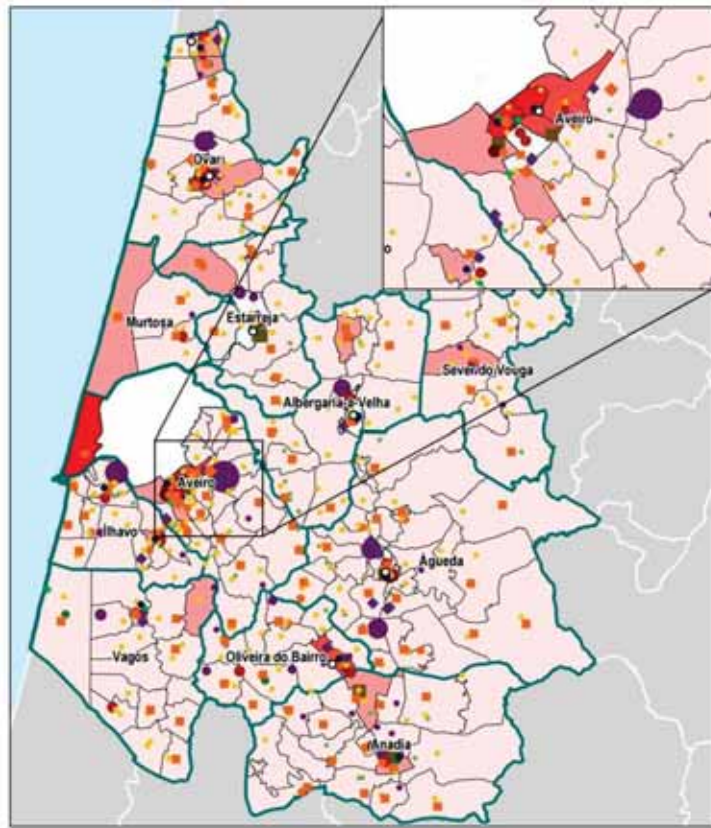 Aveiro
o
Ovar
Murtosa
Estarreja
Sever do Vouga
Albergaria-a-Velha
Aveiro
Ílhavo
Águeda
Vagos
Oliveira do Bairro
Anadia